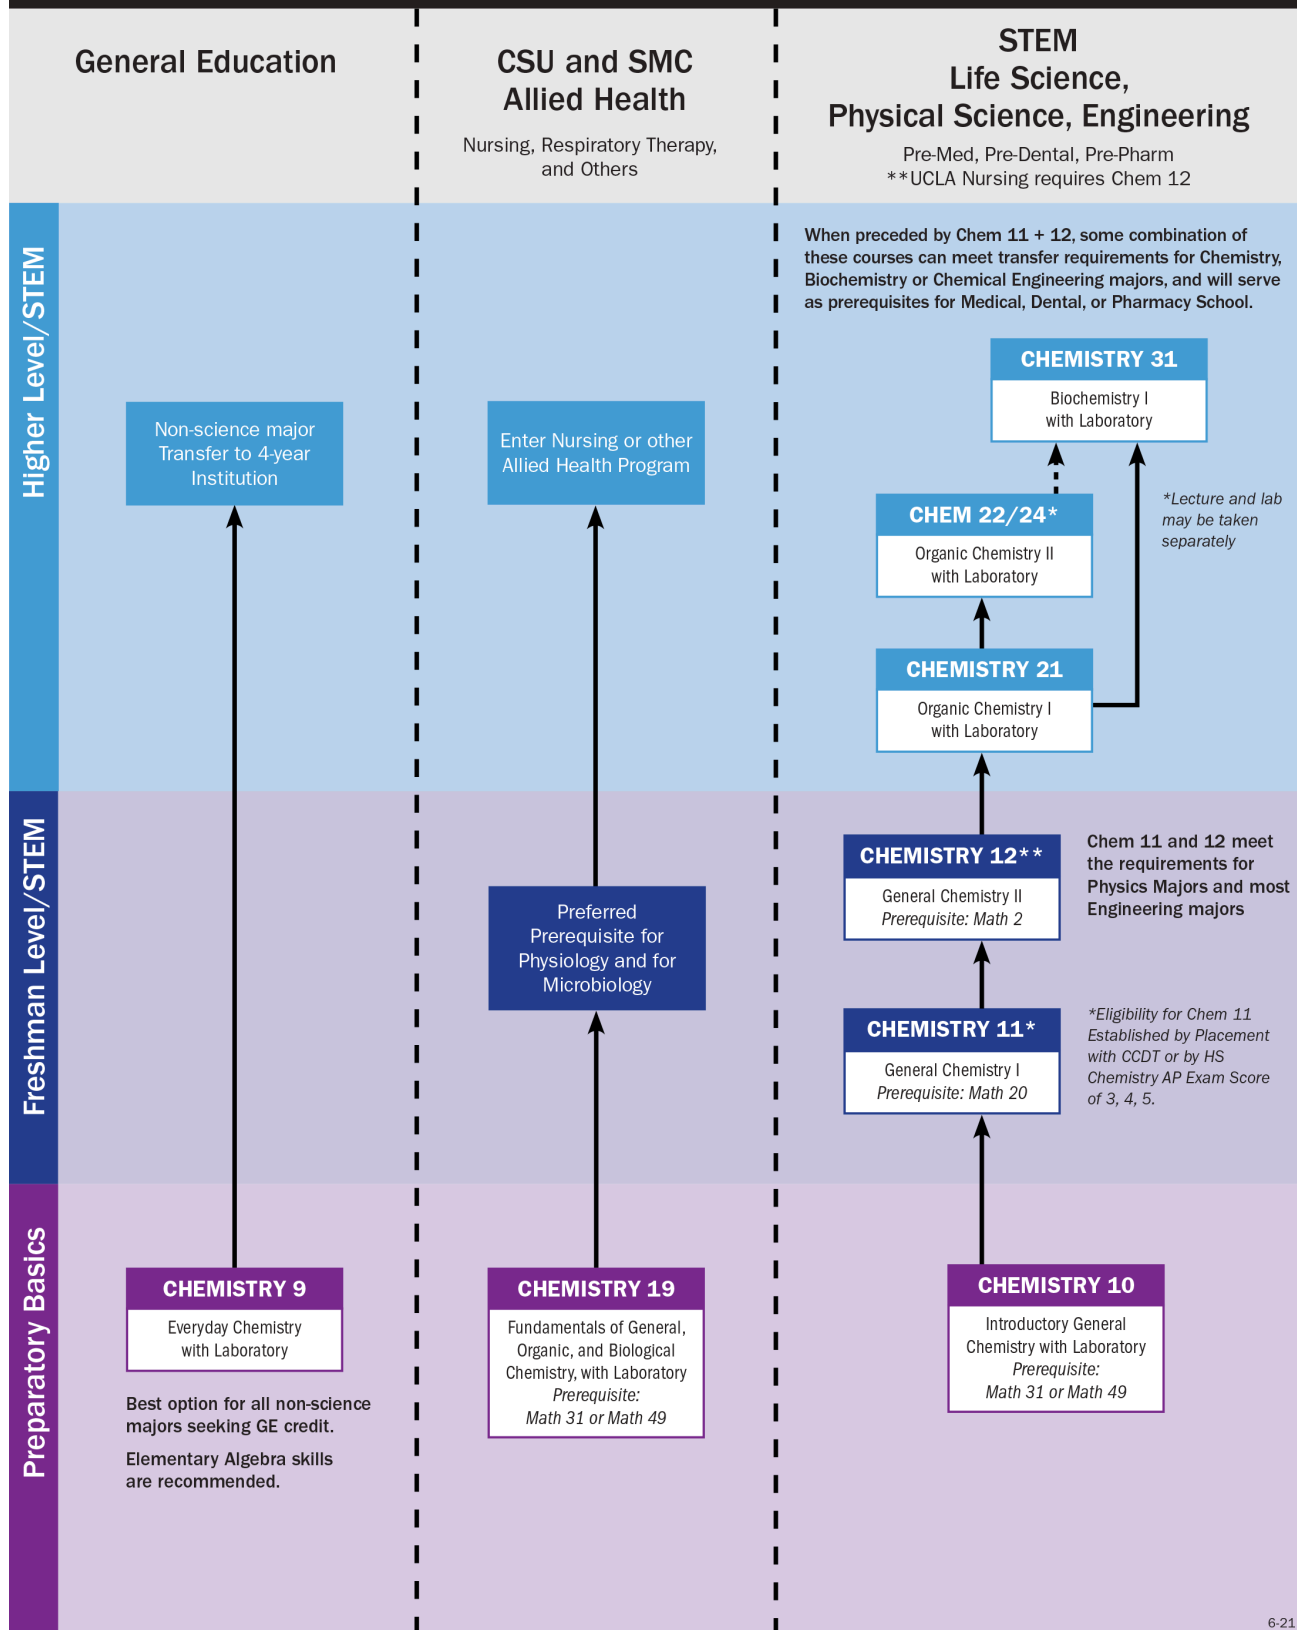 General Education
CSU and SMC
Allied Health
Nursing, Respiratory Therapy,
and Others
STEM
Life Science,
Physical Science, Engineering
Pre-Med, Pre-Dental, Pre-Pharm
**UCLA Nursing requires Chem 12
Higher Level/STEM
When preceded by Chem 11 + 12, some combination of
these courses can meet transfer requirements for Chemistry,
Biochemistry or Chemical Engineering majors, and will serve
as prerequisites for Medical, Dental, or Pharmacy School.
CHEMISTRY 31
Biochemistry I
with Laboratory
Non-science major
Transfer to 4-year
Institution
Enter Nursing or other
Allied Health Program
CHEM 22/24*
Organic Chemistry II
with Laboratory
*Lecture and lab
may be taken
separately
CHEMISTRY 21
Organic Chemistry I
with Laboratory
Freshman Level/STEM
Preferred
Prerequisite for
Physiology and for
Microbiology
CHEMISTRY 12**
General Chemistry II
Prerequisite: Math 2
Chem 11 and 12 meet
the requirements for
Physics Majors and most
Engineering majors
CHEMISTRY 11*
General Chemistry I
Prerequisite: Math 20
*Eligibility for Chem 11
Established by Placement
with CCDT or by HS
Chemistry AP Exam Score
of 3, 4, 5.
Preparatory Basics
CHEMISTRY 9
Everyday Chemistry
with Laboratory
Best option for all non-science
majors seeking GE credit.
Elementary Algebra skills
are recommended.
CHEMISTRY 19
Fundamentals of General,
Organic, and Biological
Chemistry, with Laboratory
Prerequisite:
Math 31 or Math 49
CHEMISTRY 10
Introductory General
Chemistry with Laboratory
Prerequisite:
Math 31 or Math 49
6-21